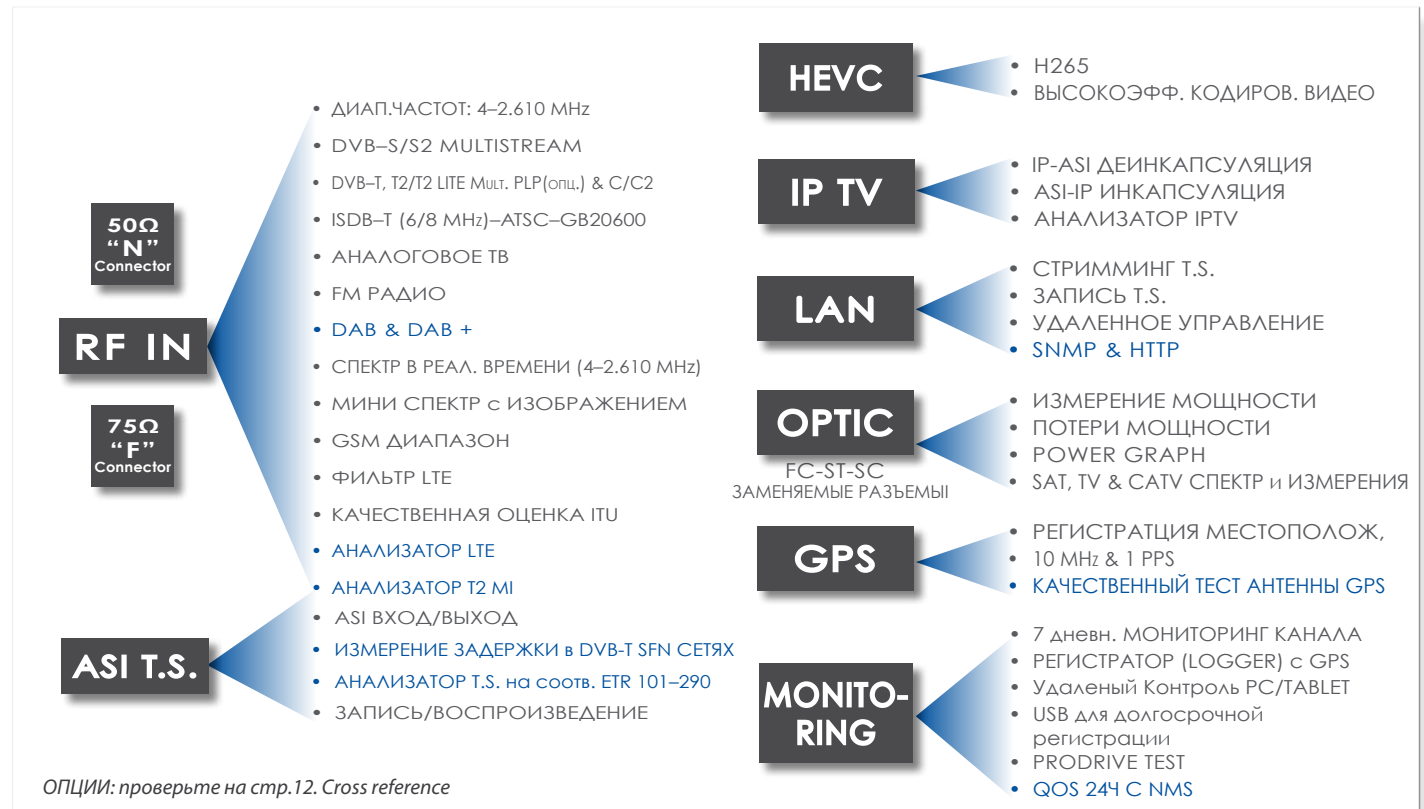 50Ω
“N”
Connector
RF IN
75Ω
“F”
Connector
• ДИАП.ЧАСТОТ: 4–2.610 MHz
• DVB–S/S2 MULTISTREAM
• DVB–T, T2/T2 LITE Mult. PLP(опц.) & C/C2
• ISDB–T (6/8 MHz)–ATSC–GB20600
• АНАЛОГОВОЕ ТВ
• FM РАДИО
• DAB & DAB +
• СПЕКТР В РЕАЛ. ВРЕМЕНИ (4–2.610 MHz)
• МИНИ СПЕКТР с ИЗОБРАЖЕНИЕМ
• GSM ДИАПАЗОН
• ФИЛЬТР LTE
• КАЧЕСТВЕННАЯ ОЦЕНКА ITU
• АНАЛИЗАТОР LTE
• АНАЛИЗАТОР T2 MI
ASI T.S.
• ASI ВХОД/ВЫХОД
• ИЗМЕРЕНИЕ ЗАДЕРЖКИ в DVB-T SFN СЕТЯХ
• АНАЛИЗАТОР T.S. на соотв. ETR 101–290
• ЗАПИСЬ/ВОСПРОИЗВЕДЕНИЕ
HEVC
• H265
• ВЫСОКОЭФФ. КОДИРОВ. ВИДЕО
IP TV
• IP-ASI ДЕИНКАПСУЛЯЦИЯ
• ASI-IP ИНКАПСУЛЯЦИЯ
• АНАЛИЗАТОР IPTV
LAN
• СТРИММИНГ T.S.
• ЗАПИСЬ T.S.
• УДАЛЕННОЕ УПРАВЛЕНИЕ
• SNMP & HTTP
OPTIC
FC-ST-SC
ЗАМЕНЯЕМЫЕ РАЗЪЕМЫ
• ИЗМЕРЕНИЕ МОЩНОСТИ
• ПОТЕРИ МОЩНОСТИ
• POWER GRAPH
• SAT, TV & CATV СПЕКТР и ИЗМЕРЕНИЯ
GPS
• РЕГИСТРАТЦИЯ МЕСТОПОЛОЖ,
• 10 MHz & 1 PPS
• КАЧЕСТВЕННЫЙ ТЕСТ АНТЕННЫ GPS
MONITO-
RING
• 7 дневн. МОНИТОРИНГ КАНАЛА
• РЕГИСТРАТОР (LOGGER) с GPS
• Удаленый Контроль PC/TABLET
• USB для долгосрочной
регистрации
• PRODRIVE TEST
• QOS 24Ч С NMS
ОПЦИИ: проверьте на стр.12. Cross reference